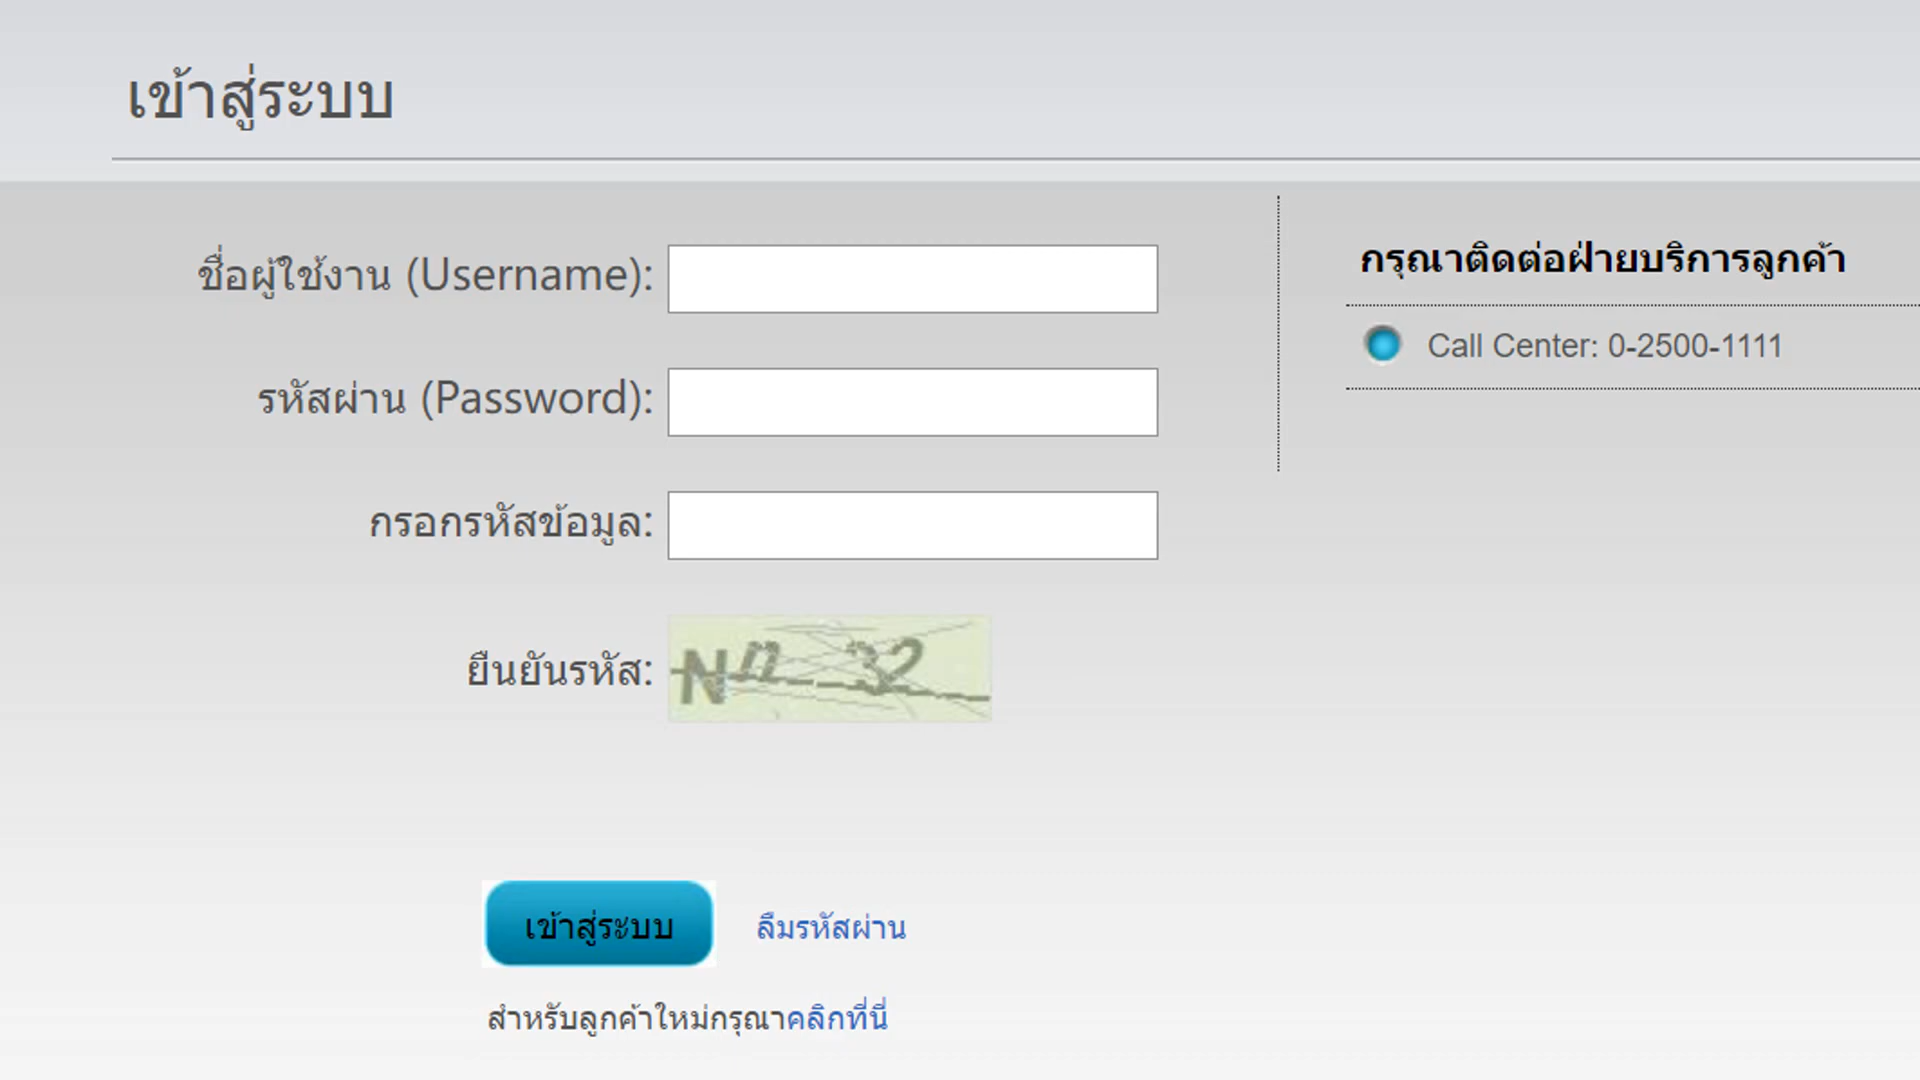 เข้าสู่ระบบ
ชื่อผู้ใช้งาน (Username):
รหัสผ่าน (Password):
กรอกรหัสข้อมูล:
ยืนยันรหัส:
เข้าสู่ระบบ ลืมรหัสผ่าน
สำหรับลูกค้าใหม่กรุณาคลิกที่นี่
กรุณาติดต่อฝ่ายบริการลูกค้า
Call Center: 0-2500-1111